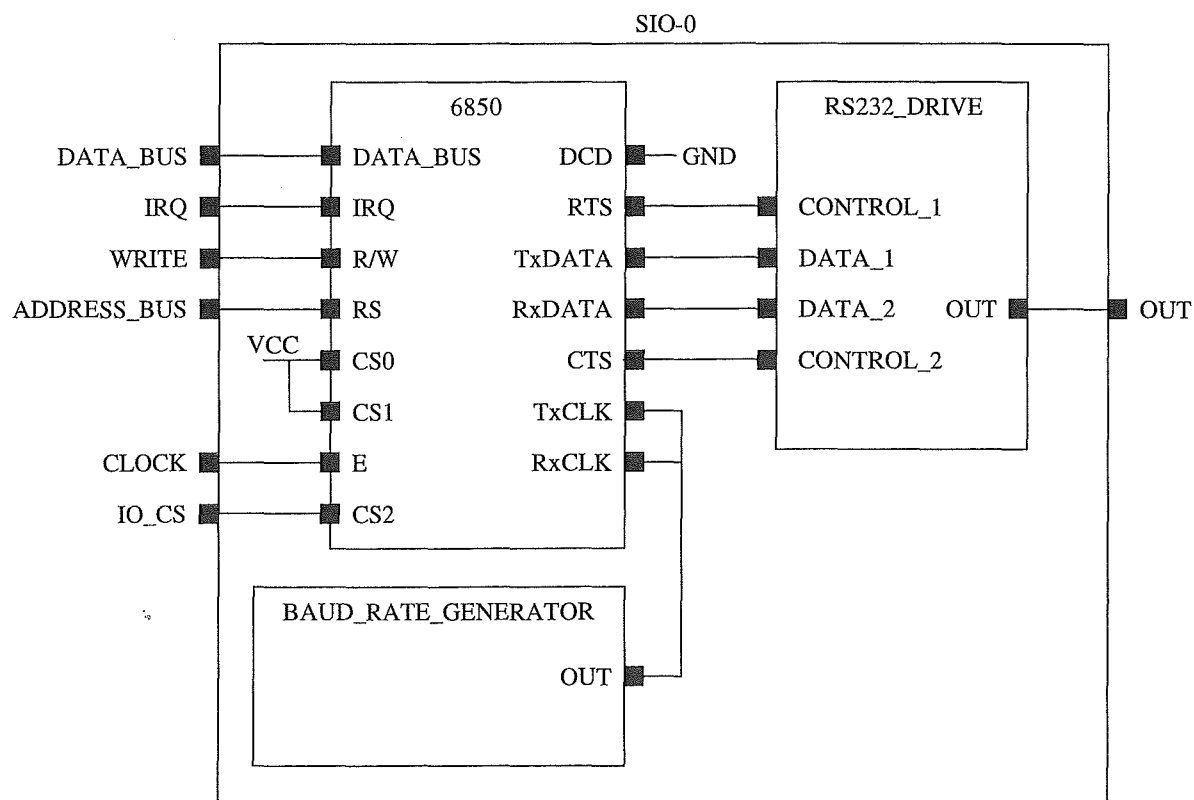 SIO-0
6850
RS232_DRIVE
DATA_BUS
DATA_BUS
DCD
GND
IRQ
IRQ
RTS
CONTROL_1
WRITE
R/W
TxDATA
DATA_1
ADDRESS_BUS
RS
RxDATA
DATA_2
OUT
OUT
VCC
CS0
CTS
CONTROL_2
CS1
TxCLK
CLOCK
E
RxCLK
IO_CS
CS2
BAUD_RATE_GENERATOR
OUT